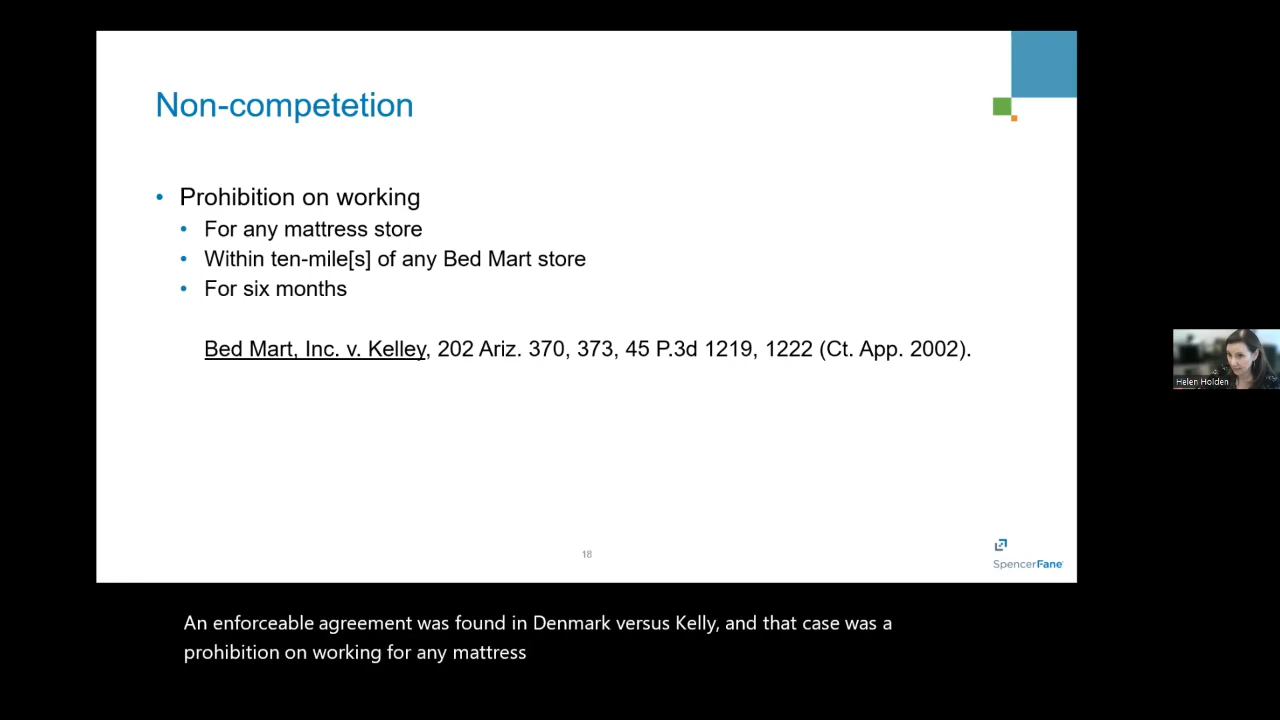 Non-competetion
• Prohibition on working
• For any mattress store
• Within ten-mile[s] of any Bed Mart store
• For six months
Bed Mart, Inc. v. Kelley, 202 Ariz. 370, 373, 45 P.3d 1219, 1222 (Ct. App. 2002).
Helen Holden
18
SpencerFane
An enforceable agreement was found in Denmark versus Kelly, and that case was a
prohibition on working for any mattress